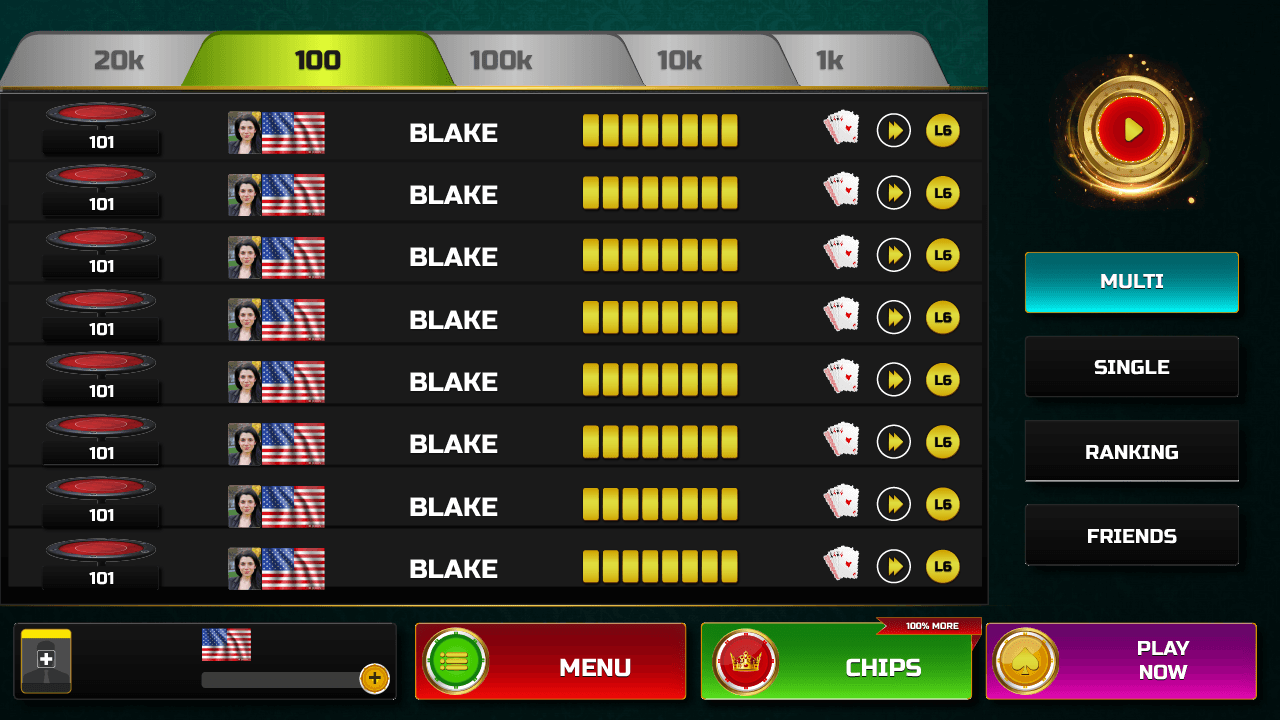 20k 100 100k 10k 1k
101 BLAKE L6
101 BLAKE L6
101 BLAKE L6
101 BLAKE L6
101 BLAKE L6
101 BLAKE L6
101 BLAKE L6
101 BLAKE L6
MULTI
SINGLE
RANKING
FRIENDS
MENU
100% MORE
CHIPS
PLAY
NOW